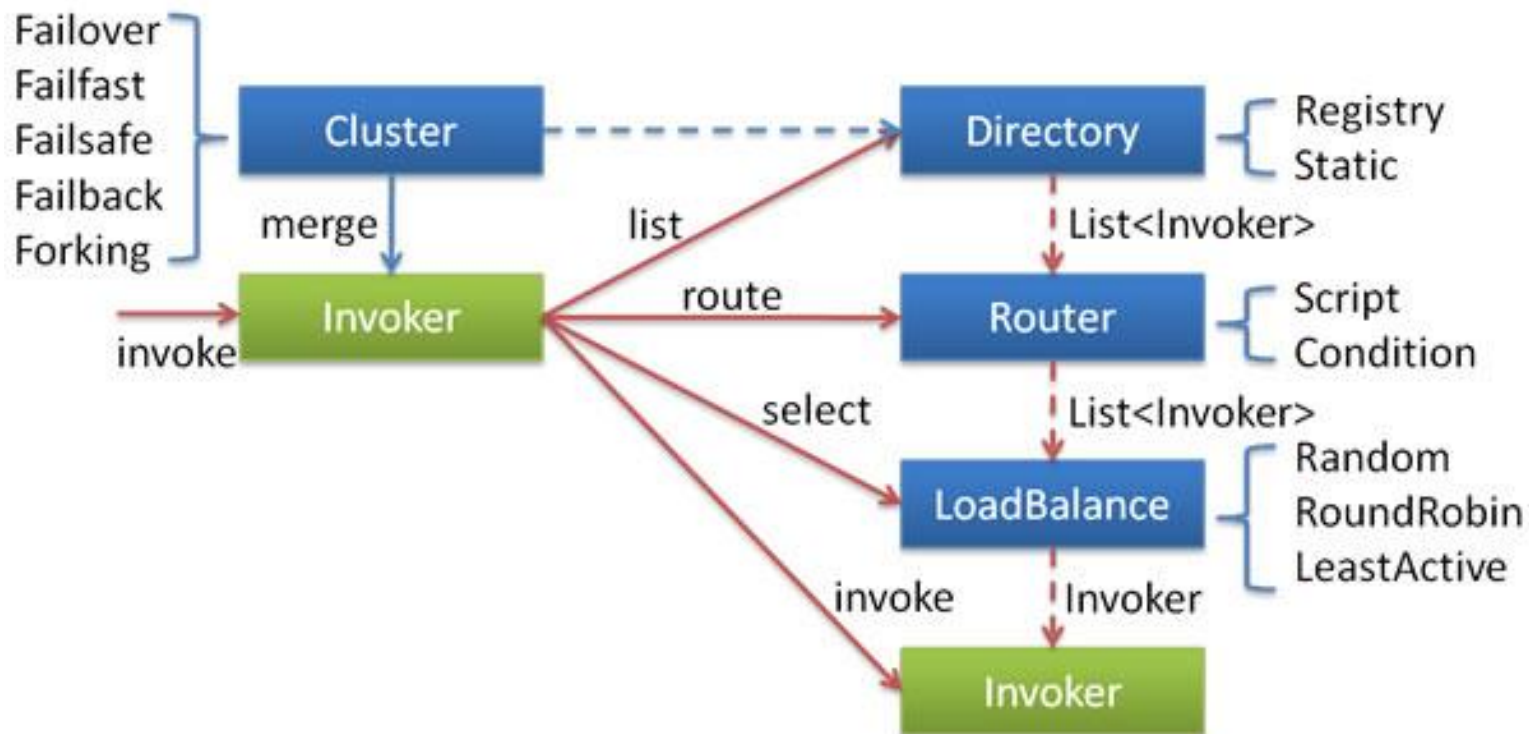 Failover
Failfast
Failsafe
Failback
Forking
Cluster
Directory
Registry
Static
merge
list
List<Invoker>
invoke
Invoker
route
Router
Script
Condition
select
List<Invoker>
LoadBalance
Random
RoundRobin
LeastActive
invoke
Invoker
Invoker